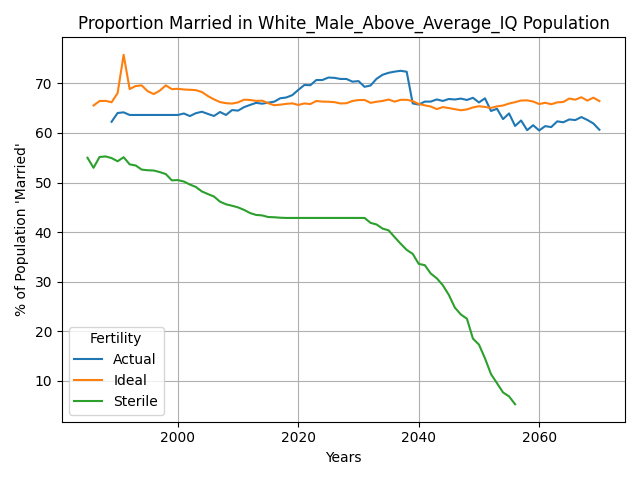 Proportion Married in White_Male_Above_Average_IQ Population
% of Population 'Married'
70
60
50
40
30
20
10
Fertility
Actual
Ideal
Sterile
2000
2020
2040
2060
Years